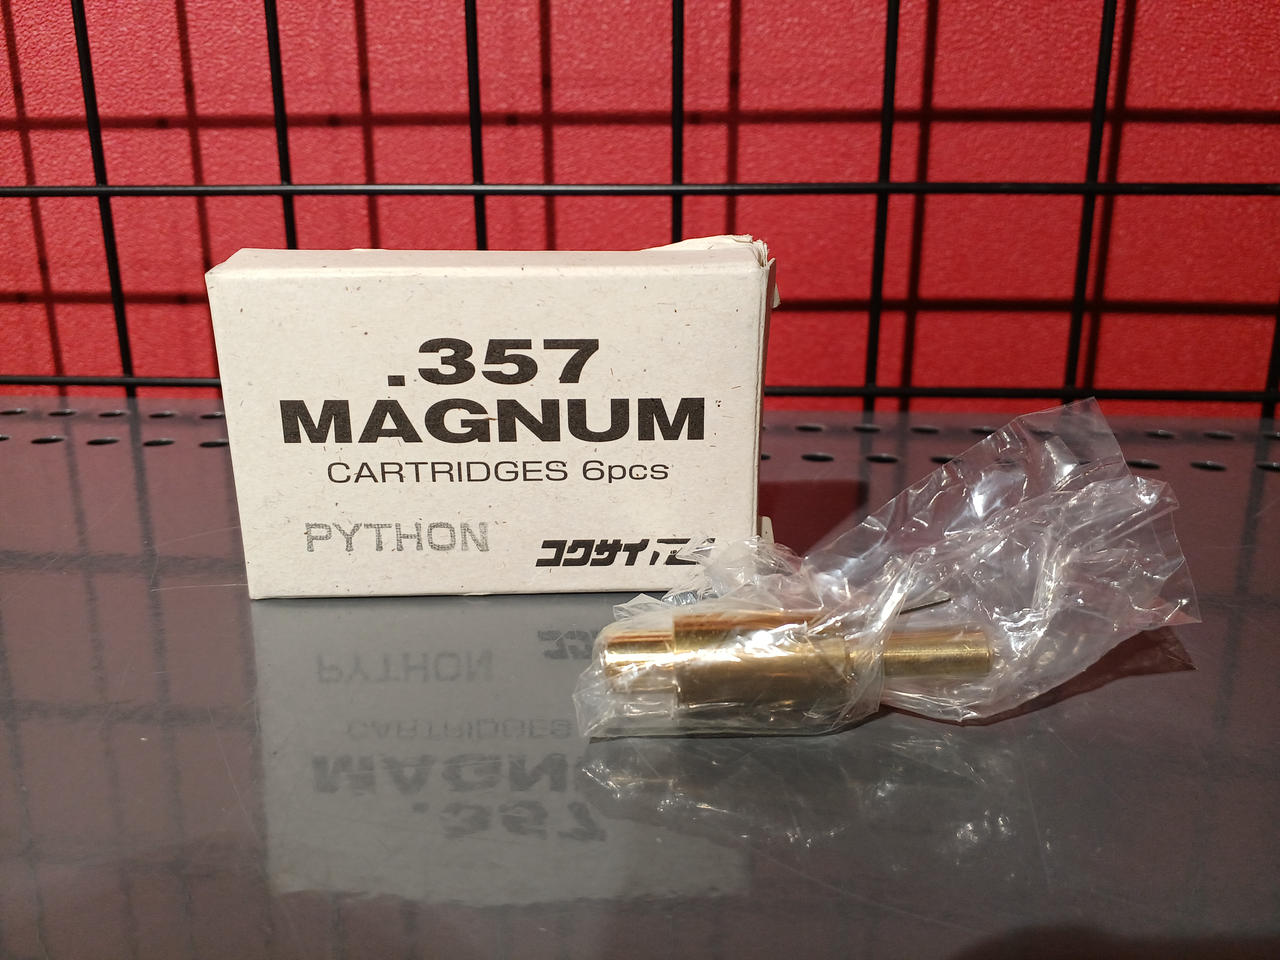 .357
MAGNUM
CARTRIDGES 6pcs
PYTHON
コクサイ